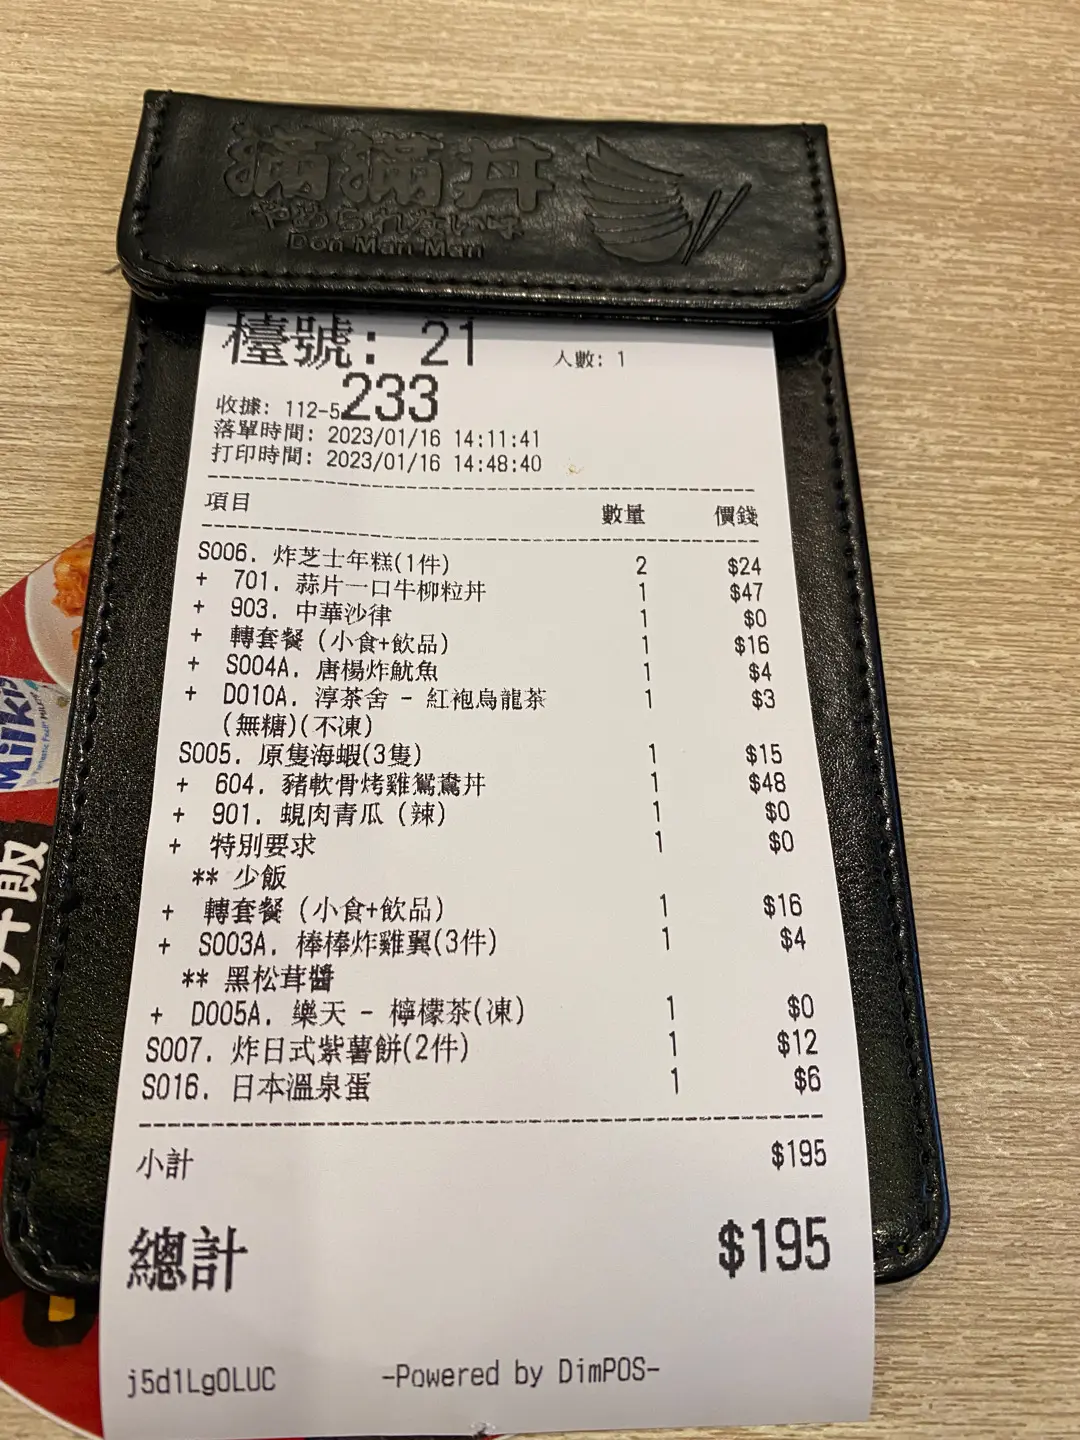 滿滿丼
やめられない味
Don Man Man
檯號: 21 人數: 1
收據: 112-5233
落單時間: 2023/01/16 14:11:41
打印時間: 2023/01/16 14:48:40
項目 數量 價錢
S006. 炸芝士年糕(1件) 2 $24
+ 701. 蒜片一口牛柳粒丼 1 $47
+ 903. 中華沙律 1 $0
+ 轉套餐 (小食+飲品) 1 $16
+ S004A. 唐楊炸魷魚 1 $4
+ D010A. 淳茶舍 - 紅袍烏龍茶 1 $3
(無糖)(不凍)
S005. 原隻海蝦(3隻) 1 $15
+ 604. 豬軟骨烤雞鴛鴦丼 1 $48
+ 901. 蜆肉青瓜 (辣) 1 $0
+ 特別要求 1 $0
** 少飯
+ 轉套餐 (小食+飲品) 1 $16
+ S003A. 棒棒炸雞翼(3件) 1 $4
** 黑松茸醬
+ D005A. 樂天 - 檸檬茶(凍) 1 $0
S007. 炸日式紫薯餅(2件) 1 $12
S016. 日本溫泉蛋 1 $6
小計 $195
總計 $195
j5d1LgOLUC -Powered by DimPOS-
Milky
丼飯